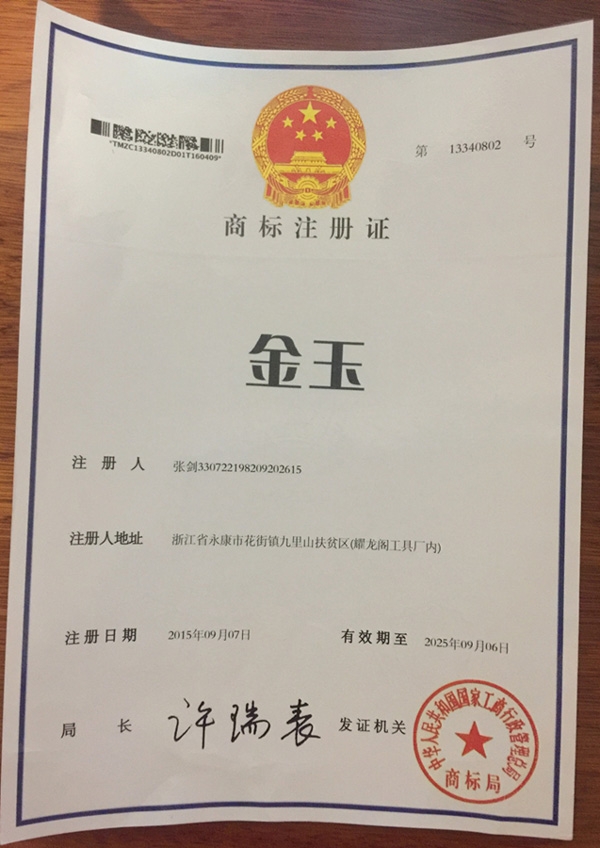 *TMZC13340802D01T160409*
第 13340802 号
商标注册证
金玉
注册人 张剑330722198209202615
注册人地址 浙江省永康市花街镇九里山扶贫区(耀龙阁工具厂内)
注册日期 2015年09月07日 有效期至 2025年09月06日
局长 许瑞表 发证机关
中华人民共和国国家工商行政管理总局
商标局